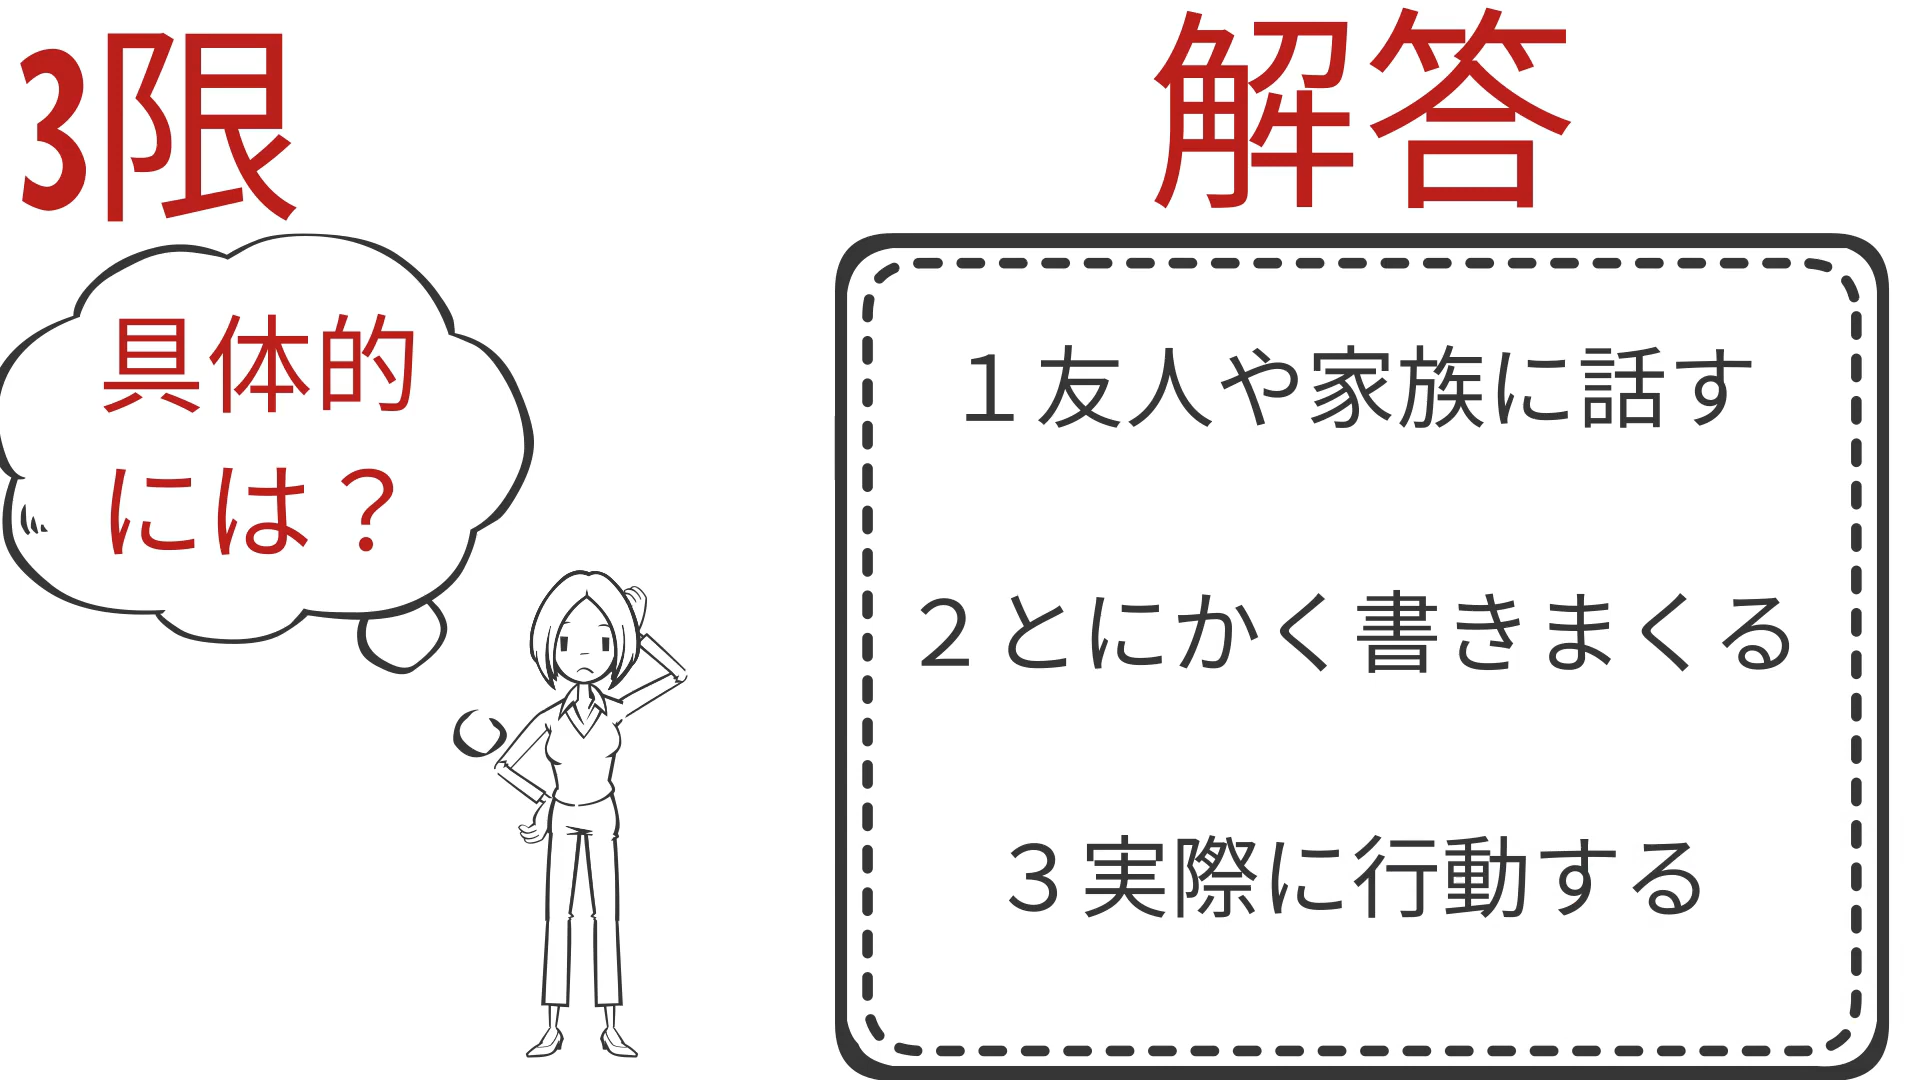 3限
解答
具体的
には？
１友人や家族に話す
２とにかく書きまくる
３実際に行動する